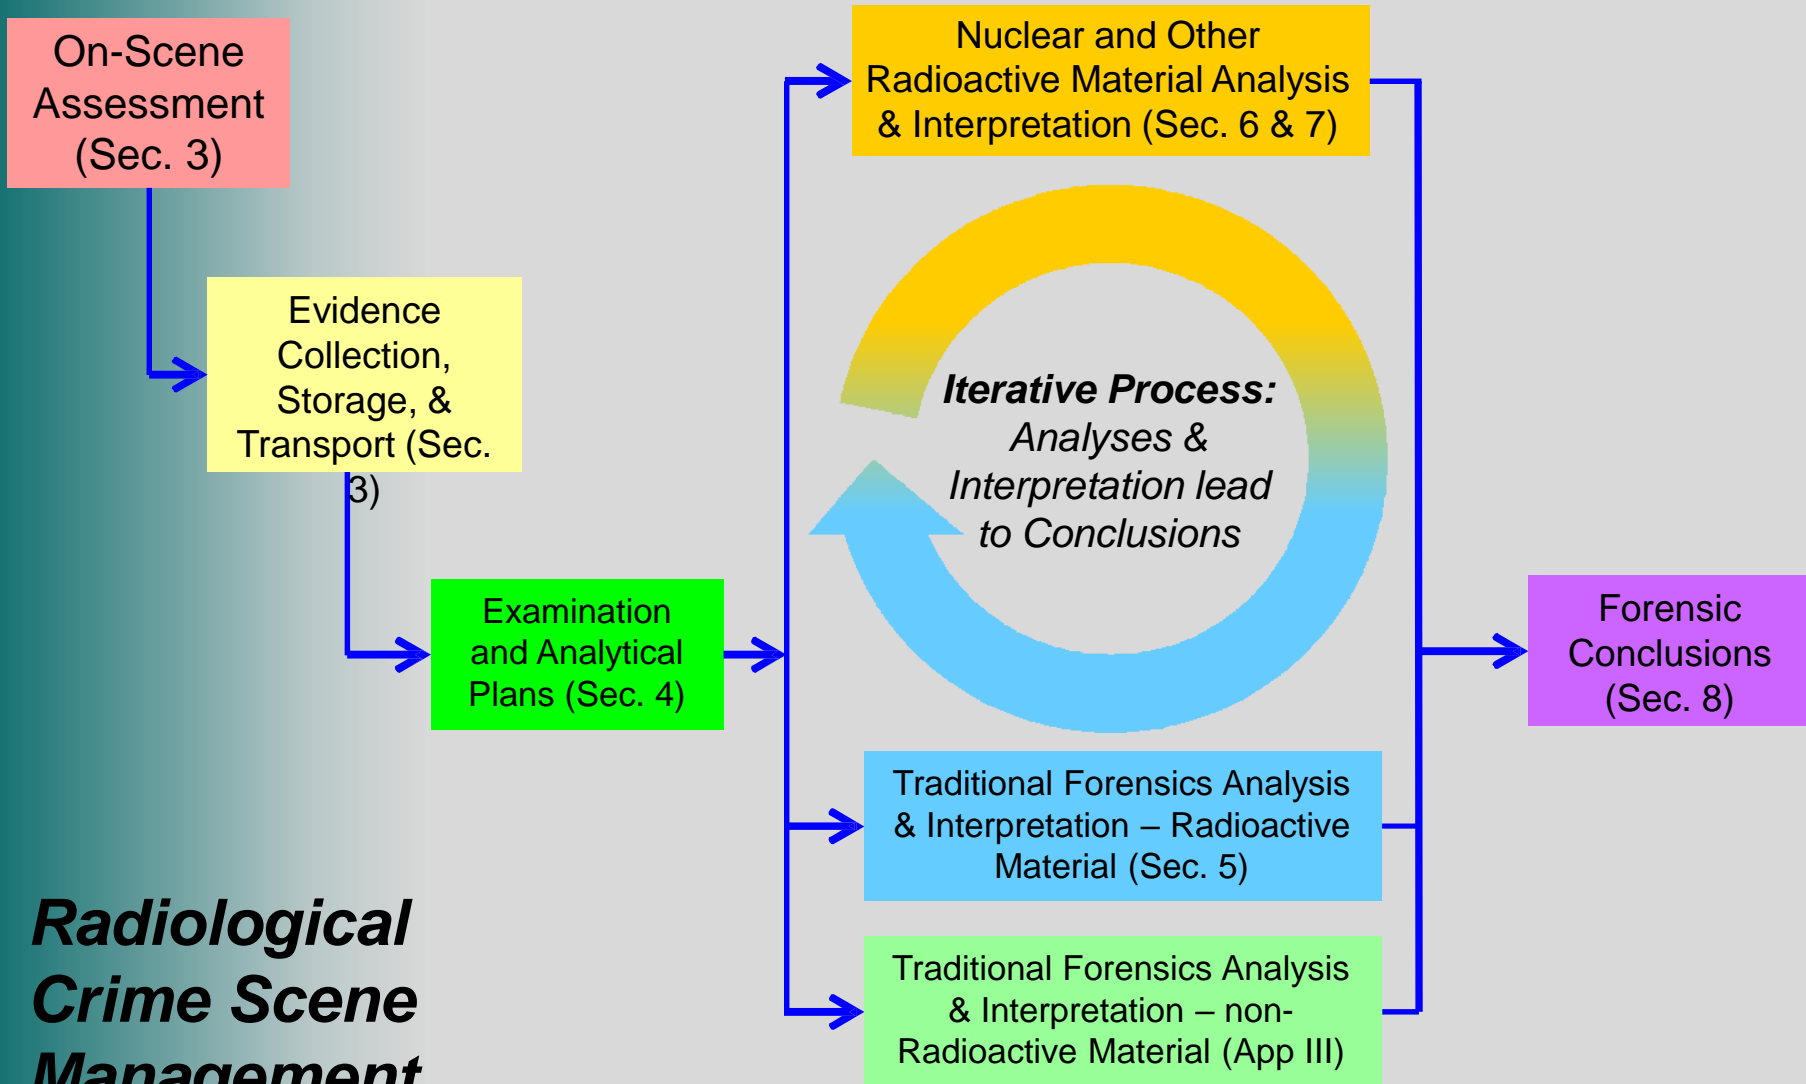 On-Scene
Assessment
(Sec. 3)
Evidence
Collection,
Storage, &
Transport (Sec.
3)
Examination
and Analytical
Plans (Sec. 4)
Nuclear and Other
Radioactive Material Analysis
& Interpretation (Sec. 6 & 7)
Iterative Process:
Analyses &
Interpretation lead
to Conclusions
Traditional Forensics Analysis
& Interpretation – Radioactive
Material (Sec. 5)
Traditional Forensics Analysis
& Interpretation – non-
Radioactive Material (App III)
Forensic
Conclusions
(Sec. 8)
Radiological
Crime Scene
Management